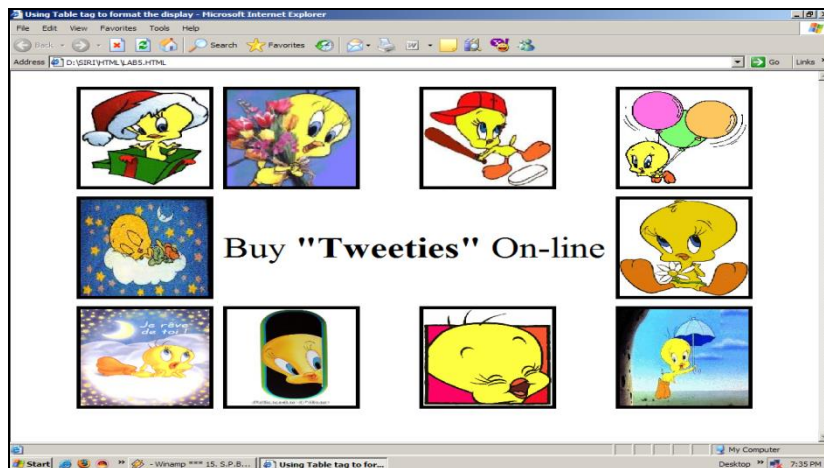 Using Table tag to format the display - Microsoft Internet Explorer
File Edit View Favorites Tools Help
Back Search Favorites
Address D:\SIRI\HTML\LAB5.HTML Go Links
Buy "Tweeties" On-line
Je rêve
de toi !
My Computer
Start - Winamp *** 15. S.P.B... Using Table tag to for... Desktop 7:35 PM